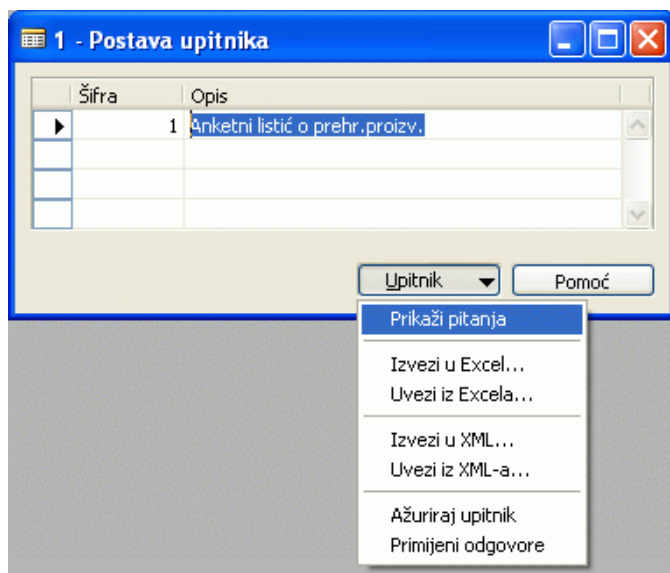 1 - Postava upitnika
Šifra Opis
1 Anketni listić o prehr.proizv.
Upitnik Pomoć
Prikaži pitanja
Izvezi u Excel...
Uvezi iz Excela...
Izvezi u XML...
Uvezi iz XML-a...
Ažuriraj upitnik
Primijeni odgovore